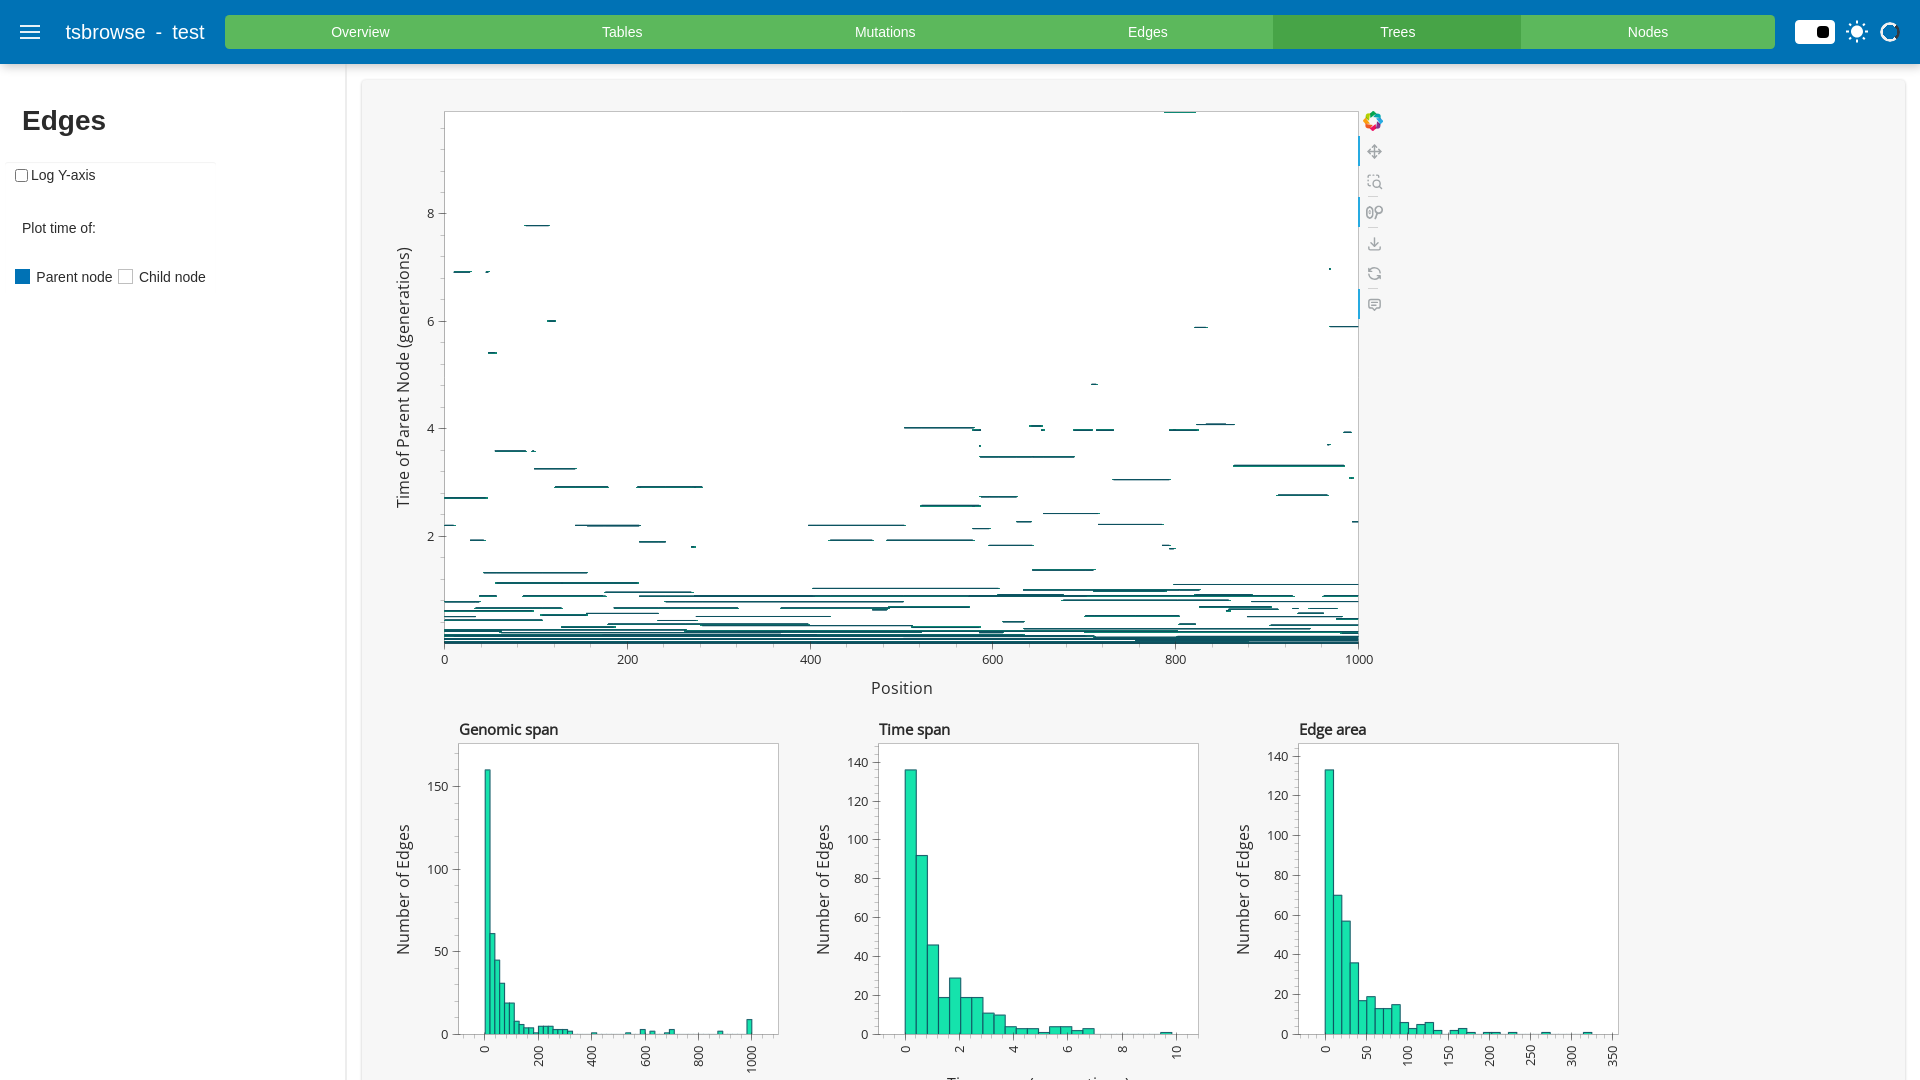 tsbrowse - test
Overview
Tables
Mutations
Edges
Trees
Nodes
Edges
Log Y-axis
Plot time of:
Parent node
Child node
Time of Parent Node (generations)
8
6
4
2
0
200
400
600
800
1000
Position
Genomic span
Number of Edges
150
100
50
0
0
200
400
600
800
1000
Time span
Number of Edges
140
120
100
80
60
40
20
0
0
2
4
6
8
10
Edge area
Number of Edges
140
120
100
80
60
40
20
0
0
50
100
150
200
250
300
350